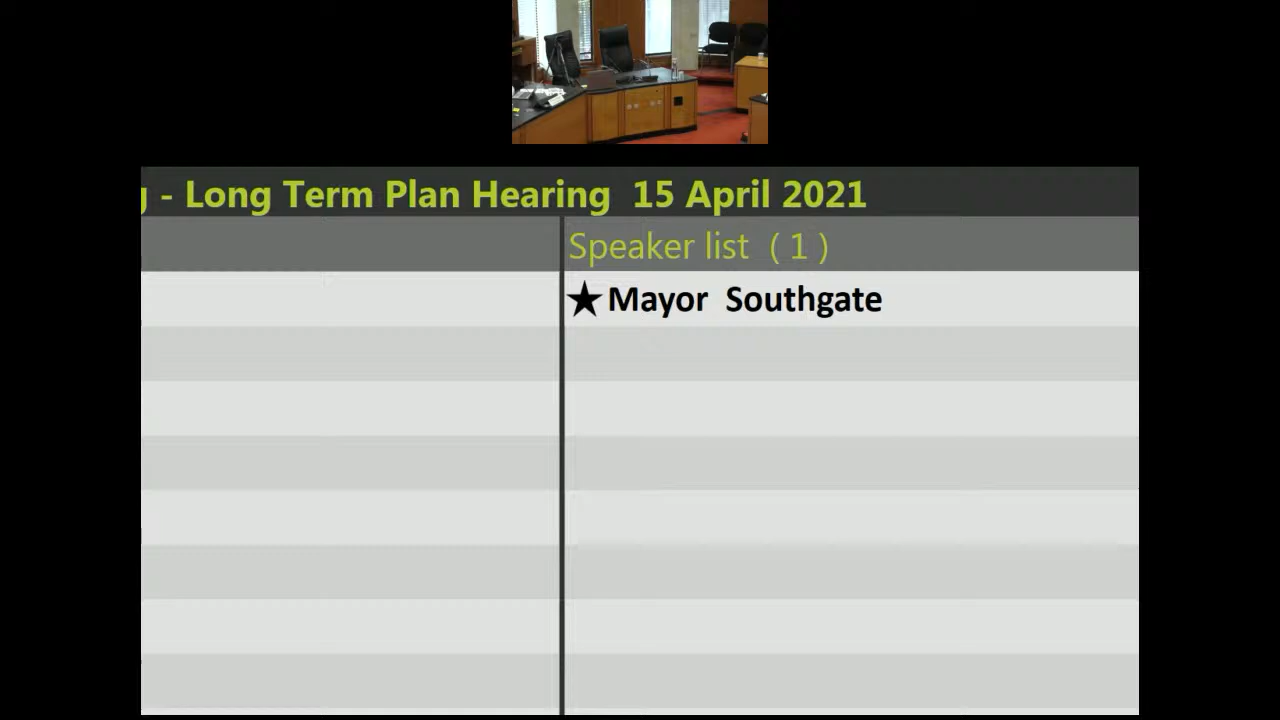 - Long Term Plan Hearing 15 April 2021
Speaker list ( 1 )
★Mayor Southgate